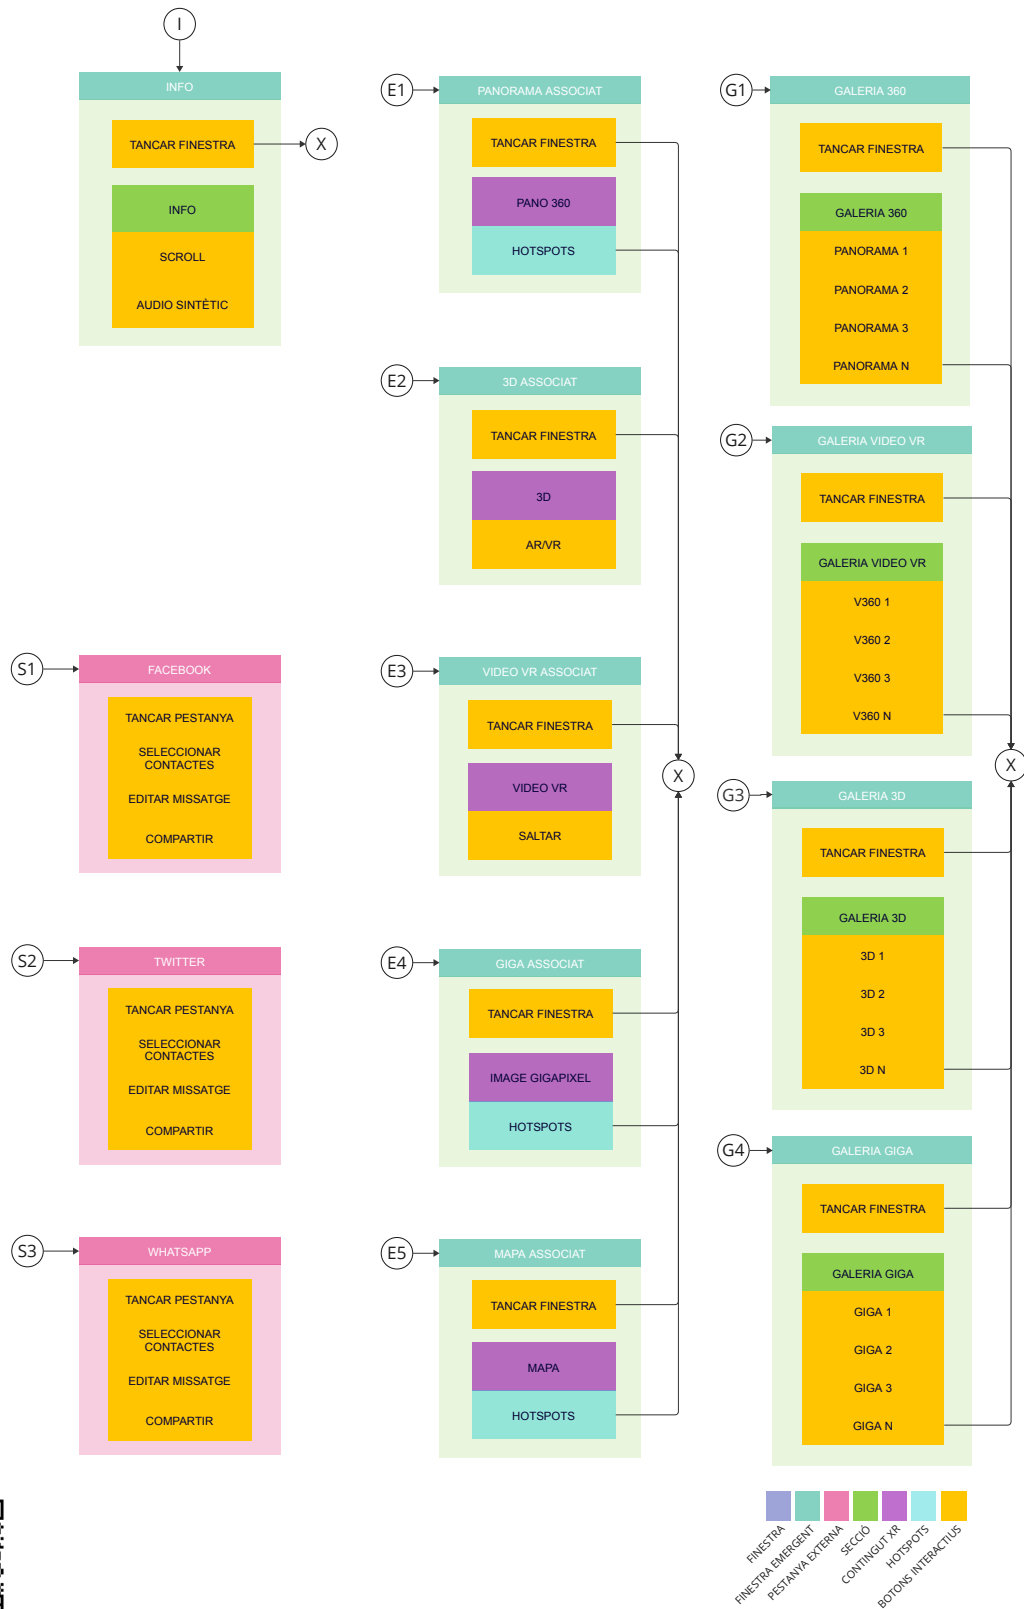 I
INFO
TANCAR FINESTRA
X
INFO
SCROLL
AUDIO SINTÈTIC
S1
FACEBOOK
TANCAR PESTANYA
SELECCIONAR
CONTACTES
EDITAR MISSATGE
COMPARTIR
S2
TWITTER
TANCAR PESTANYA
SELECCIONAR
CONTACTES
EDITAR MISSATGE
COMPARTIR
S3
WHATSAPP
TANCAR PESTANYA
SELECCIONAR
CONTACTES
EDITAR MISSATGE
COMPARTIR
E1
PANORAMA ASSOCIAT
TANCAR FINESTRA
PANO 360
HOTSPOTS
E2
3D ASSOCIAT
TANCAR FINESTRA
3D
AR/VR
E3
VIDEO VR ASSOCIAT
TANCAR FINESTRA
VIDEO VR
SALTAR
X
E4
GIGA ASSOCIAT
TANCAR FINESTRA
IMAGE GIGAPIXEL
HOTSPOTS
E5
MAPA ASSOCIAT
TANCAR FINESTRA
MAPA
HOTSPOTS
G1
GALERIA 360
TANCAR FINESTRA
GALERIA 360
PANORAMA 1
PANORAMA 2
PANORAMA 3
PANORAMA N
G2
GALERIA VIDEO VR
TANCAR FINESTRA
GALERIA VIDEO VR
V360 1
V360 2
V360 3
V360 N
X
G3
GALERIA 3D
TANCAR FINESTRA
GALERIA 3D
3D 1
3D 2
3D 3
3D N
G4
GALERIA GIGA
TANCAR FINESTRA
GALERIA GIGA
GIGA 1
GIGA 2
GIGA 3
GIGA N
FINESTRA
FINESTRA EMERGENT
PESTANYA EXTERNA
SECCIÓ
CONTINGUT XR
HOTSPOTS
BOTONS INTERACTIUS